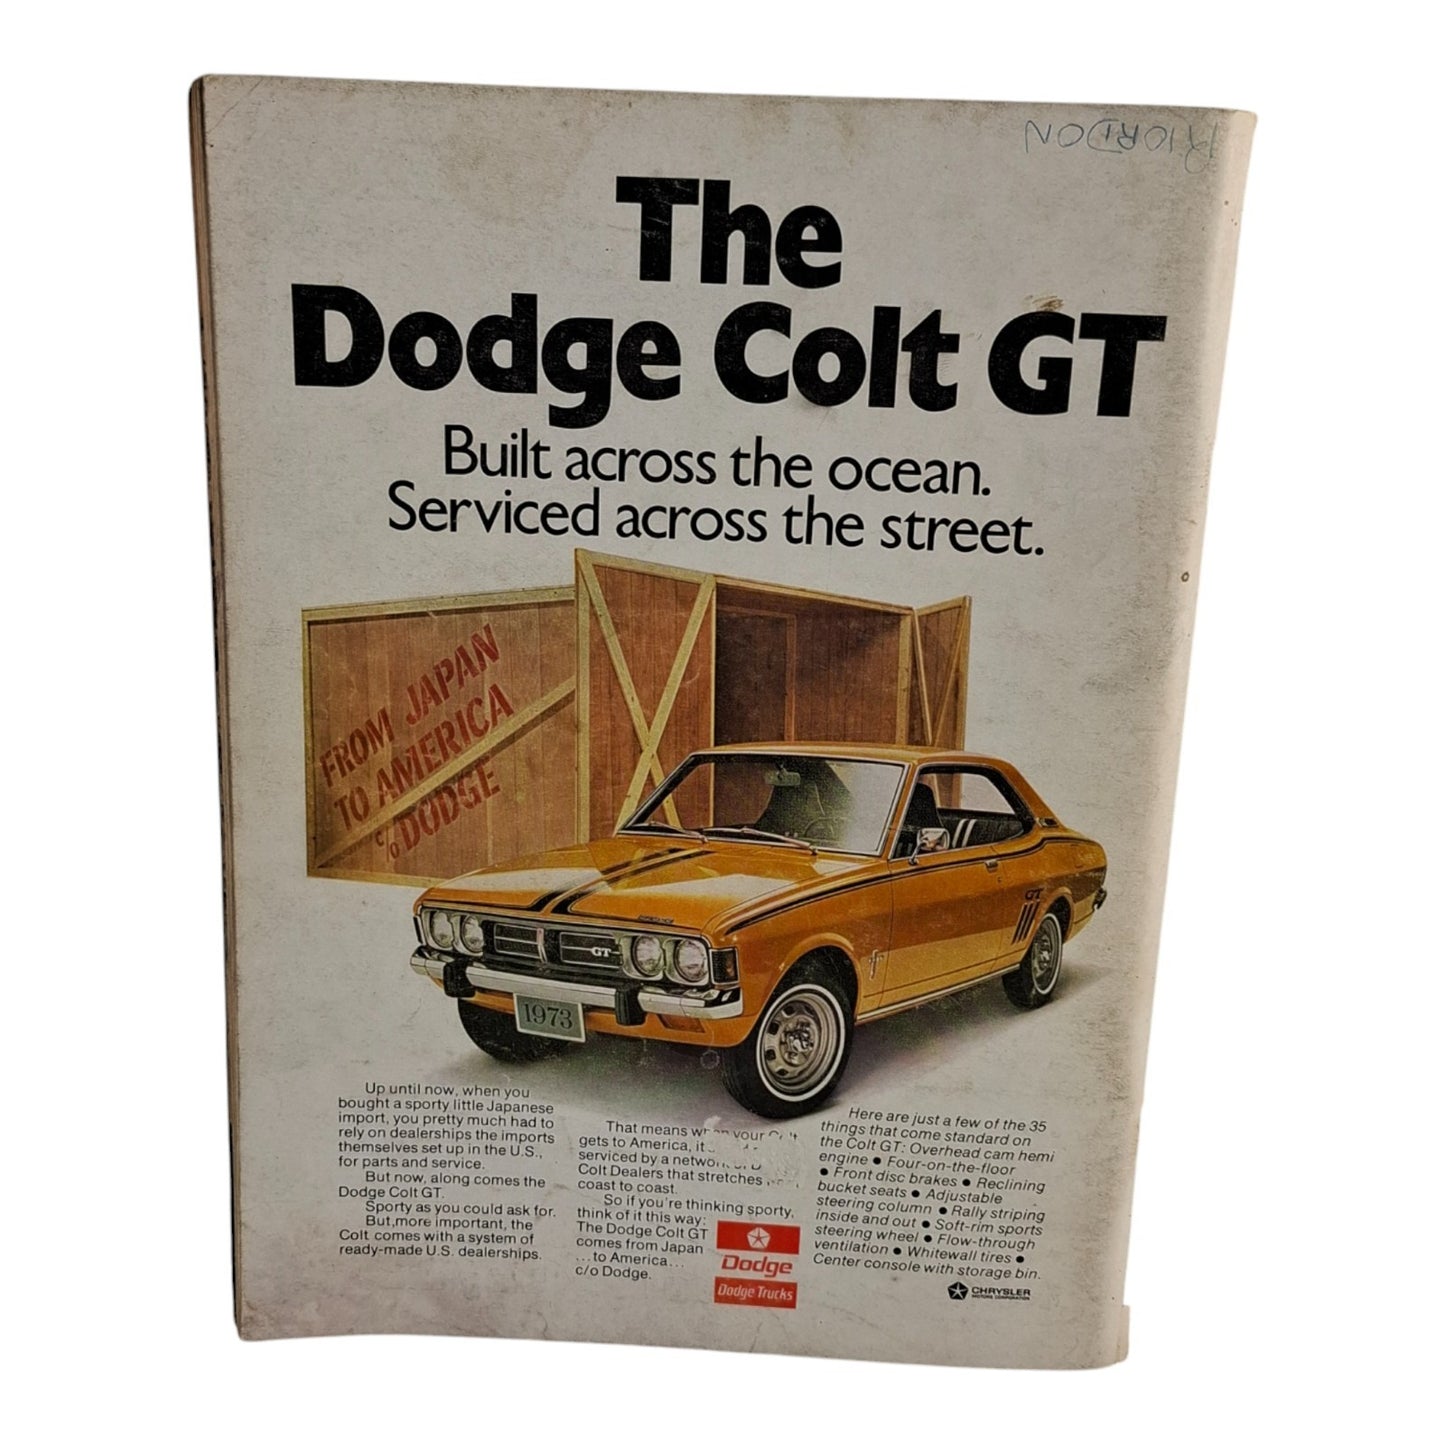 RIORDON
The
Dodge Colt GT
Built across the ocean.
Serviced across the street.
FROM JAPAN
TO AMERICA
% DODGE
GT
GT
1973
Up until now, when you
bought a sporty little Japanese
import, you pretty much had to
rely on dealerships the imports
themselves set up in the U.S.,
for parts and service.
But now, along comes the
Dodge Colt GT.
Sporty as you could ask for.
But, more important, the
Colt comes with a system of
ready-made U.S. dealerships.
That means when your Colt
gets to America, it
serviced by a network of
Colt Dealers that stretches
coast to coast.
So if you're thinking sporty,
think of it this way:
The Dodge Colt GT
comes from Japan
...to America...
c/o Dodge.
Dodge
Dodge Trucks
Here are just a few of the 35
things that come standard on
the Colt GT: Overhead cam hemi
engine ● Four-on-the-floor
● Front disc brakes ● Reclining
bucket seats ● Adjustable
steering column ● Rally striping
inside and out ● Soft-rim sports
steering wheel ● Flow-through
ventilation ● Whitewall tires ●
Center console with storage bin.
CHRYSLER
MOTORS CORPORATION